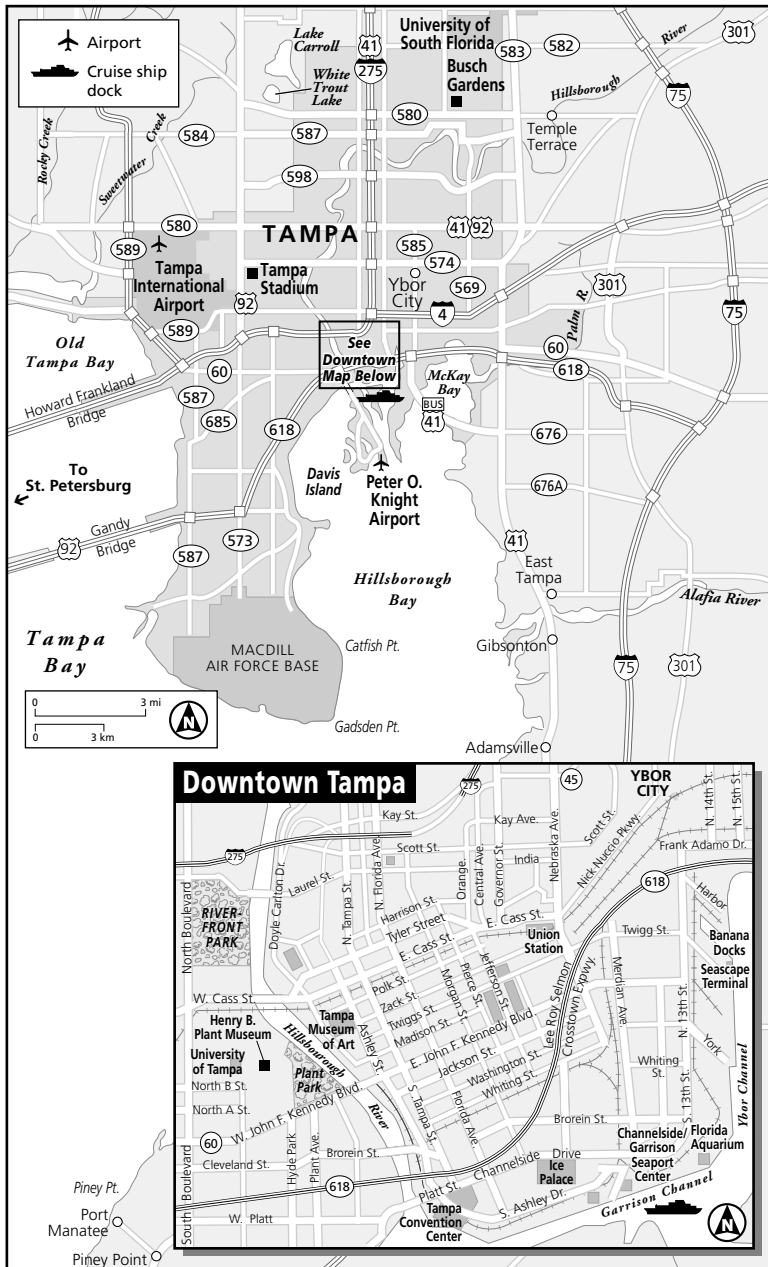 Airport
Cruise ship
dock
Lake
Carroll
White
Trout
Lake
41
275
University of
South Florida
Busch
Gardens
583
582
River
Hillsborough
301
75
Rocky Creek
Sweetwater
Creek
584
587
580
Temple
Terrace
598
580
589
TAMPA
41
92
585
574
Tampa
International
Airport
Tampa
Stadium
Ybor
City
569
301
92
4
Palm R.
75
Old
Tampa Bay
589
See
Downtown
Map Below
60
60
618
McKay
Bay
Howard Frankland
Bridge
587
685
618
BUS
41
676
To
St. Petersburg
Davis
Island
Peter O.
Knight
Airport
676A
Gandy
Bridge
92
587
573
41
Hillsborough
Bay
East
Tampa
Alafia River
Tampa
Bay
MACDILL
AIR FORCE BASE
Catfish Pt.
Gibsonton
75
301
0
3 mi
0
3 km
N
Gadsden Pt.
Adamsville
Downtown Tampa
275
45
YBOR
CITY
N. 14th St.
N. 15th St.
Kay St.
Kay Ave.
Scott St.
Nick Nuccio Pkwy.
275
Scott St.
India
Frank Adamo Dr.
Doyle Carlton Dr.
N. Tampa St.
N. Florida Ave.
Orange.
Central Ave.
Governor St.
Nebraska Ave.
618
Laurel St.
North Boulevard
RIVER-
FRONT
PARK
Harrison St.
Tyler Street
E. Cass St.
E. Cass St.
Union
Station
Twigg St.
Harbor
Banana
Docks
Seascape
Terminal
Polk St.
Zack St.
Twiggs St.
Madison St.
Pierce St.
Jefferson St.
Morgan St.
Lee Roy Selmon
Crosstown Expwy.
Merdian Ave.
N. 13th St.
W. Cass St.
Henry B.
Plant Museum
Tampa
Museum
of Art
Ashley St.
E. John F. Kennedy Blvd.
Jackson St.
Washington St.
Whiting St.
York
Whiting
St.
Ybor Channel
University
of Tampa
Hillsbourough
River
Plant
Park
North B St.
North A St.
W. John F. Kennedy Blvd.
S. Tampa St.
Florida Ave.
Brorein St.
S. 13th St.
60
Cleveland St.
Hyde Park
Plant Ave.
Brorein St.
Channelside/
Garrison
Seaport
Center
Florida
Aquarium
South Boulevard
618
Channelside Drive
Platt St.
Ice
Palace
S. Ashley Dr.
Garrison Channel
W. Platt
Tampa
Convention
Center
N
Piney Pt.
Port
Manatee
Piney Point